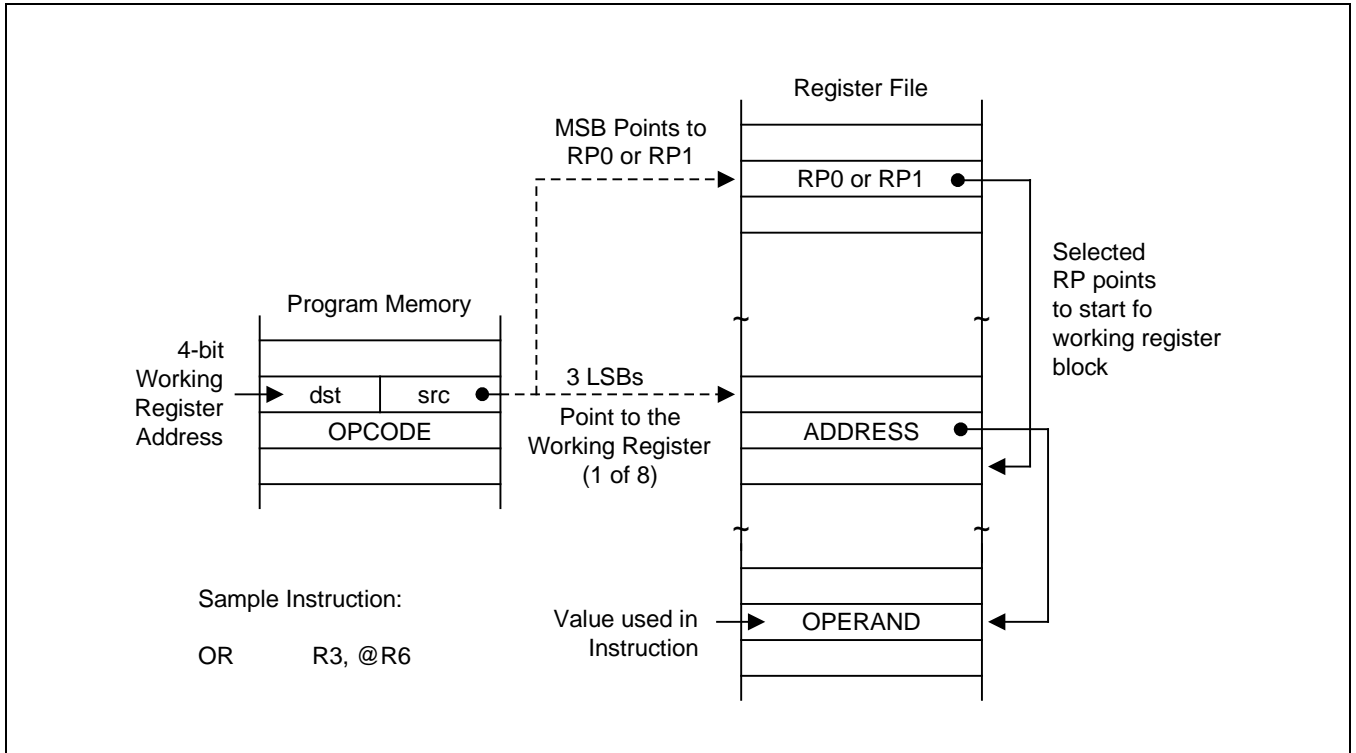 Register File
MSB Points to
RP0 or RP1
RP0 or RP1
Selected
RP points
to start fo
working register
block
Program Memory
4-bit
Working
Register
Address
dst
src
OPCODE
3 LSBs
Point to the
Working Register
(1 of 8)
ADDRESS
~
~
~
~
Sample Instruction:
OR R3, @R6
Value used in
Instruction
OPERAND